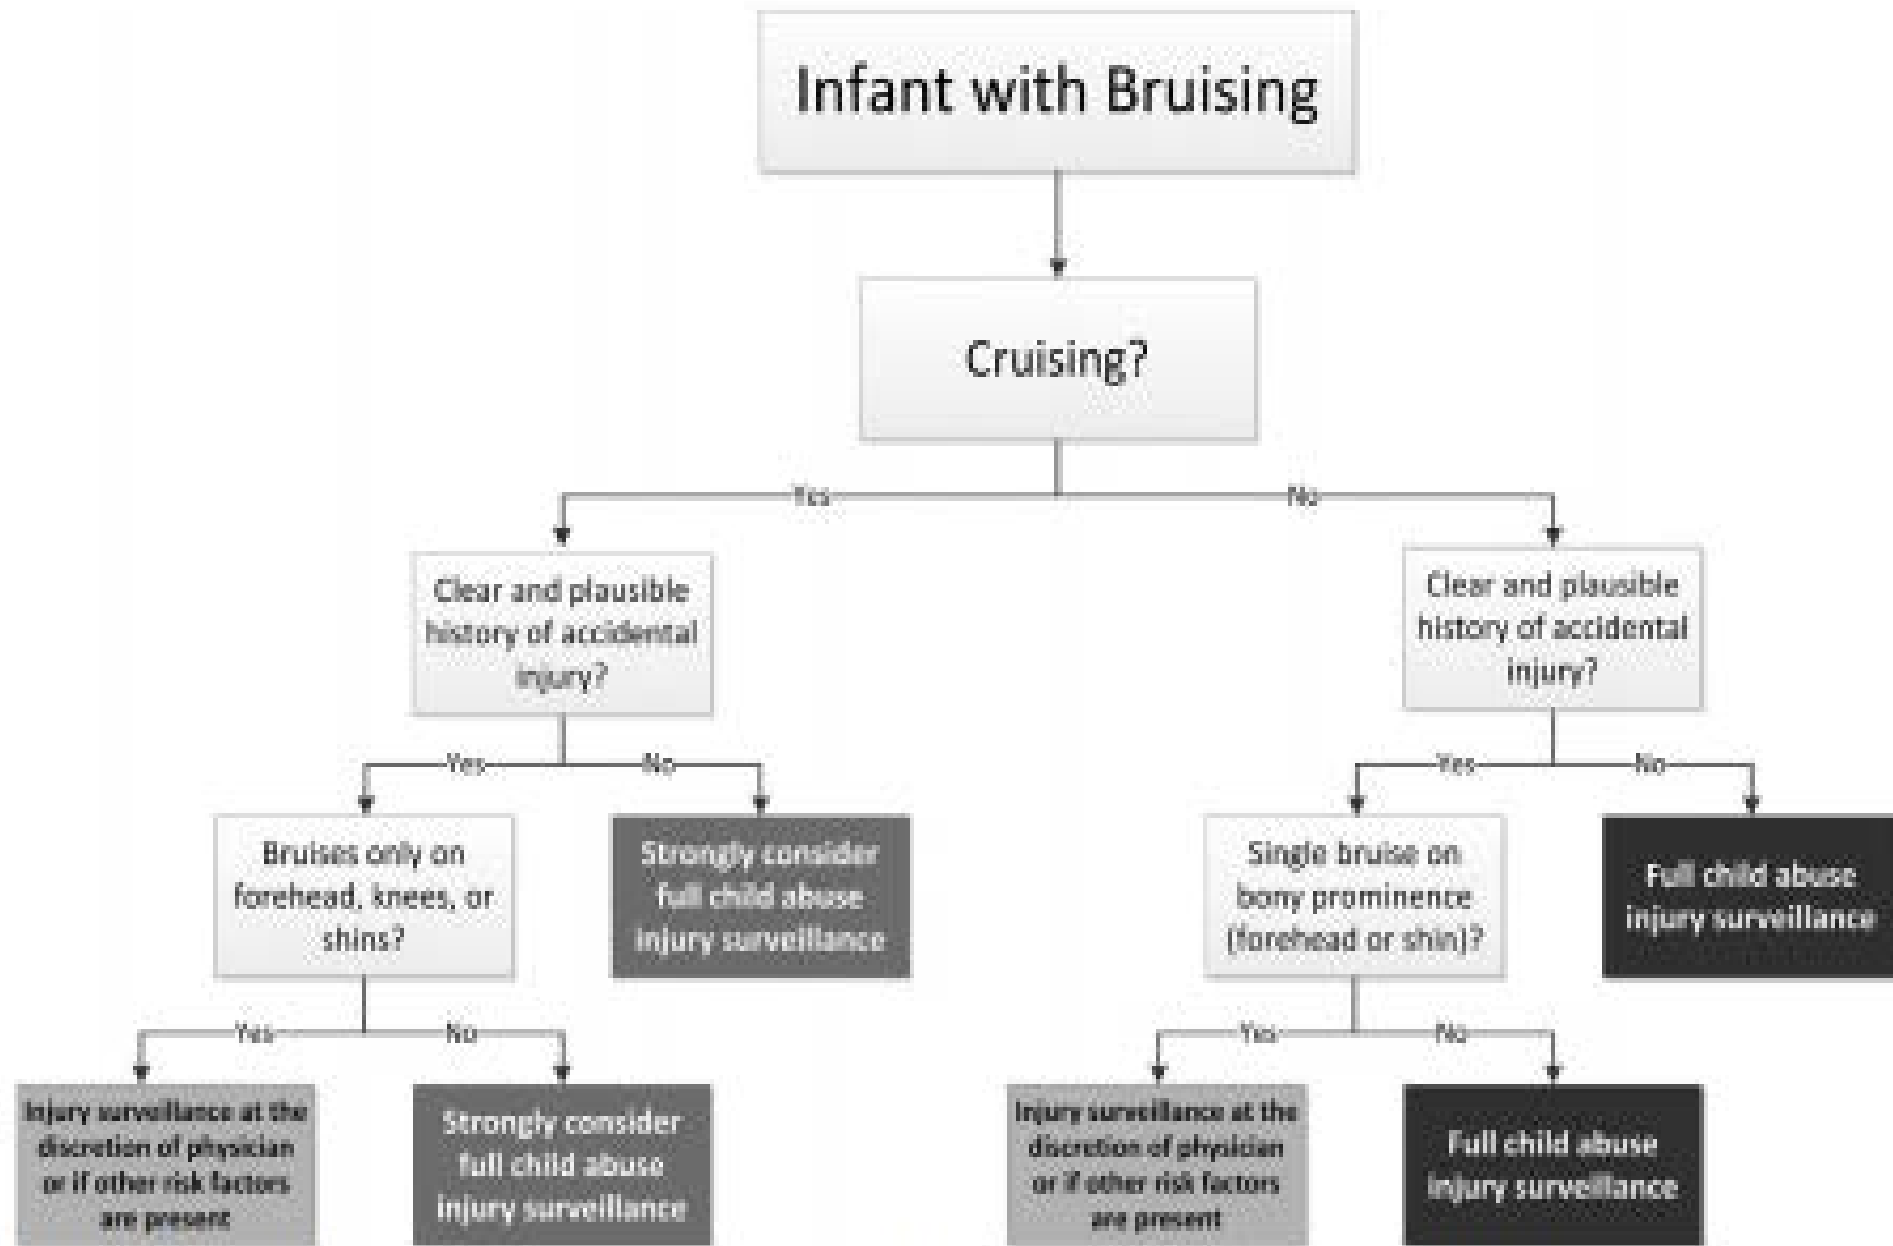 Infant with Bruising
Cruising?
Yes
No
Clear and plausible
history of accidental
injury?
Clear and plausible
history of accidental
injury?
Yes
No
Yes
No
Bruises only on
forehead, knees, or
shins?
Strongly consider
full child abuse
injury surveillance
Single bruise on
bony prominence
(forehead or shin)?
Full child abuse
injury surveillance
Yes
No
Yes
No
Injury surveillance at the
discretion of physician
or if other risk factors
are present
Strongly consider
full child abuse
injury surveillance
Injury surveillance at the
discretion of physician
or if other risk factors
are present
Full child abuse
injury surveillance